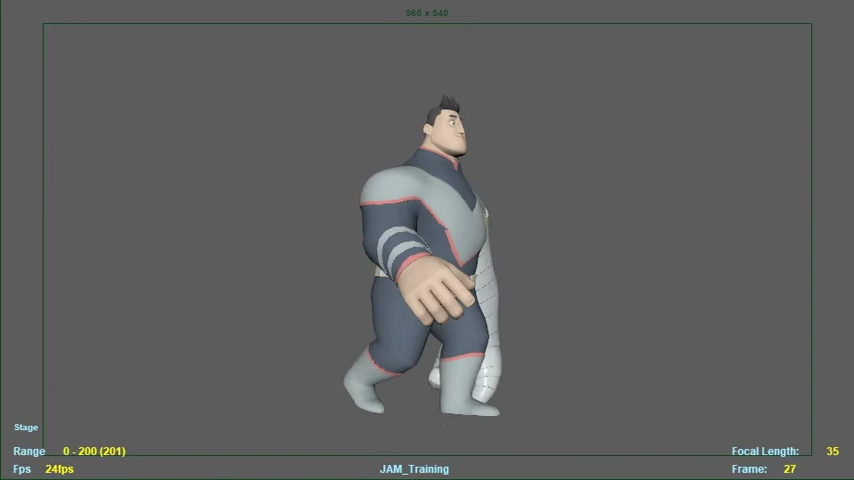 960 x 540
Stage
Range 0 - 200 (201) Focal Length: 35
Fps 24fps JAM_Training Frame: 27